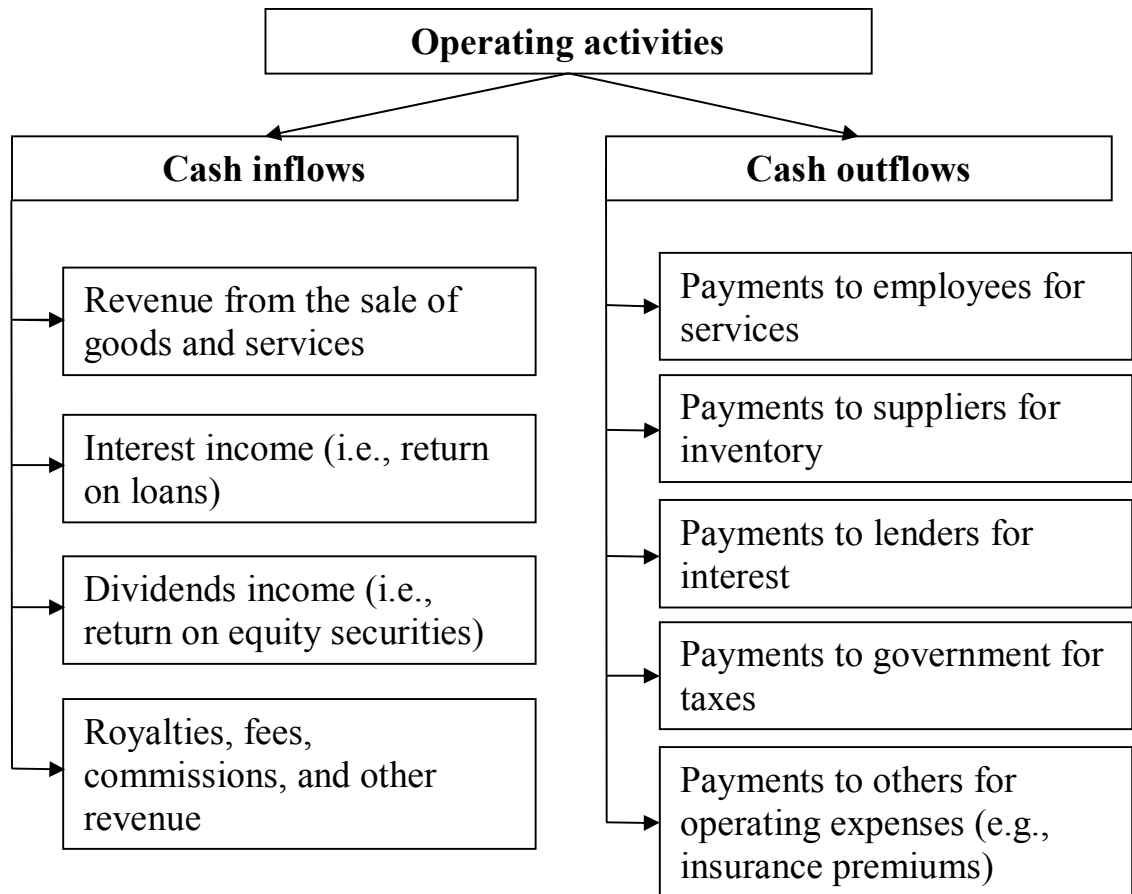 Operating activities
Cash inflows
Revenue from the sale of
goods and services
Interest income (i.e., return
on loans)
Dividends income (i.e.,
return on equity securities)
Royalties, fees,
commissions, and other
revenue
Cash outflows
Payments to employees for
services
Payments to suppliers for
inventory
Payments to lenders for
interest
Payments to government for
taxes
Payments to others for
operating expenses (e.g.,
insurance premiums)